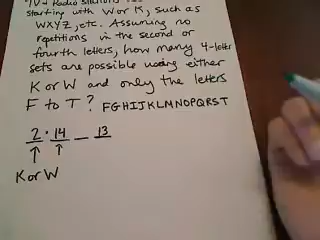 TV + Radio stations
starting with W or K, such as
WXYZ, etc. Assuming no
repetitions in the second or
fourth letters, how many 4-letter
sets are possible using either
K or W and only the letters
F to T? FGHIJKLMNOPQRST
2 · 14 _ 13
↑ ↑
K or W